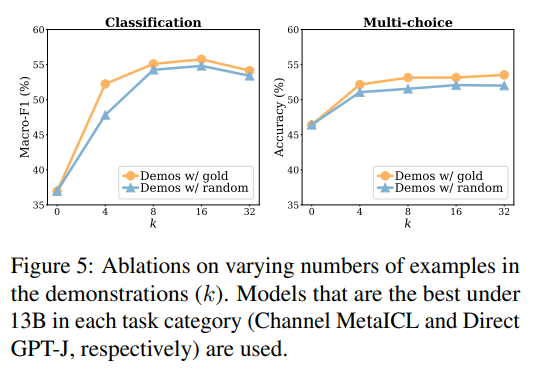 Classification
Macro-F1 (%)
60
55
50
45
40
35
0 4 8 16 32
k
Demos w/ gold
Demos w/ random
Multi-choice
Accuracy (%)
60
55
50
45
40
35
0 4 8 16 32
k
Demos w/ gold
Demos w/ random
Figure 5: Ablations on varying numbers of examples in
the demonstrations (k). Models that are the best under
13B in each task category (Channel MetaICL and Direct
GPT-J, respectively) are used.